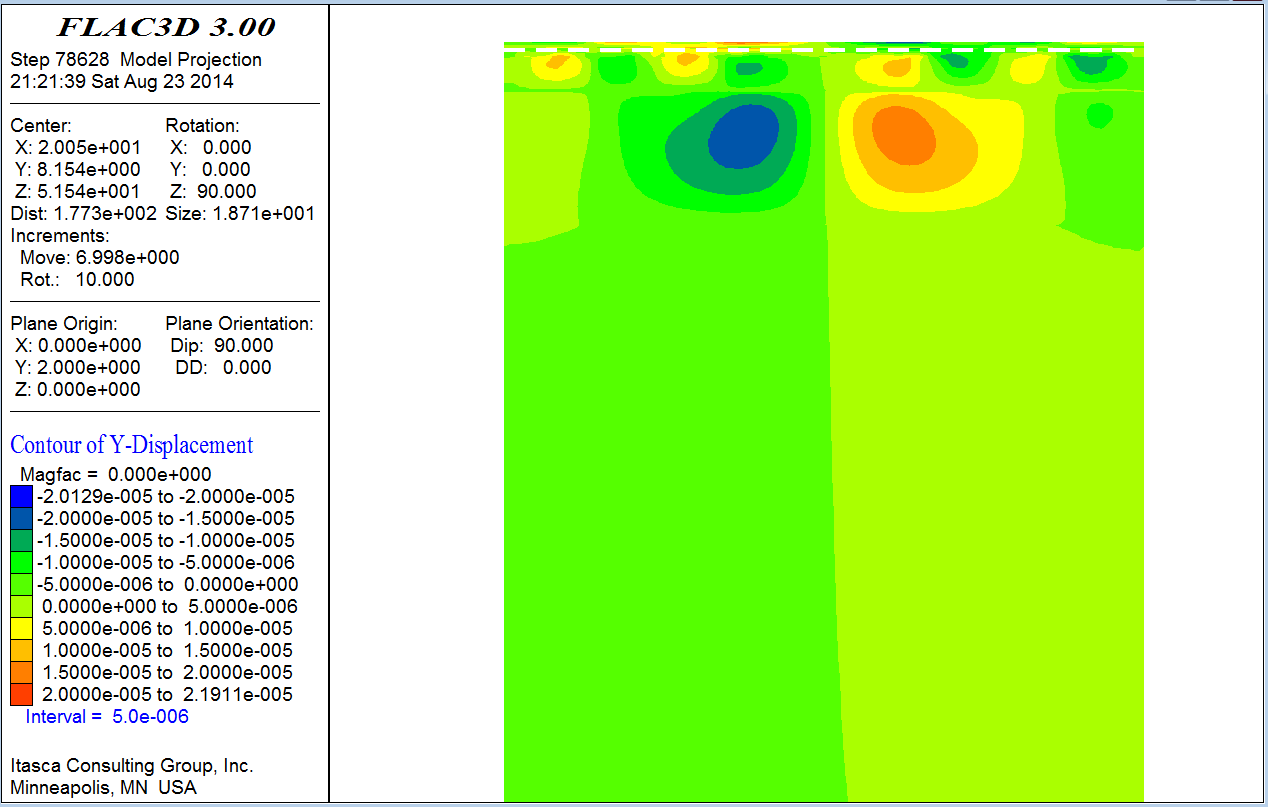 FLAC3D 3.00
Step 78628 Model Projection
21:21:39 Sat Aug 23 2014
Center: Rotation:
X: 2.005e+001 X: 0.000
Y: 8.154e+000 Y: 0.000
Z: 5.154e+001 Z: 90.000
Dist: 1.773e+002 Size: 1.871e+001
Increments:
Move: 6.998e+000
Rot.: 10.000
Plane Origin: Plane Orientation:
X: 0.000e+000 Dip: 90.000
Y: 2.000e+000 DD: 0.000
Z: 0.000e+000
Contour of Y-Displacement
Magfac = 0.000e+000
-2.0129e-005 to -2.0000e-005
-2.0000e-005 to -1.5000e-005
-1.5000e-005 to -1.0000e-005
-1.0000e-005 to -5.0000e-006
-5.0000e-006 to 0.0000e+000
0.0000e+000 to 5.0000e-006
5.0000e-006 to 1.0000e-005
1.0000e-005 to 1.5000e-005
1.5000e-005 to 2.0000e-005
2.0000e-005 to 2.1911e-005
Interval = 5.0e-006
Itasca Consulting Group, Inc.
Minneapolis, MN USA